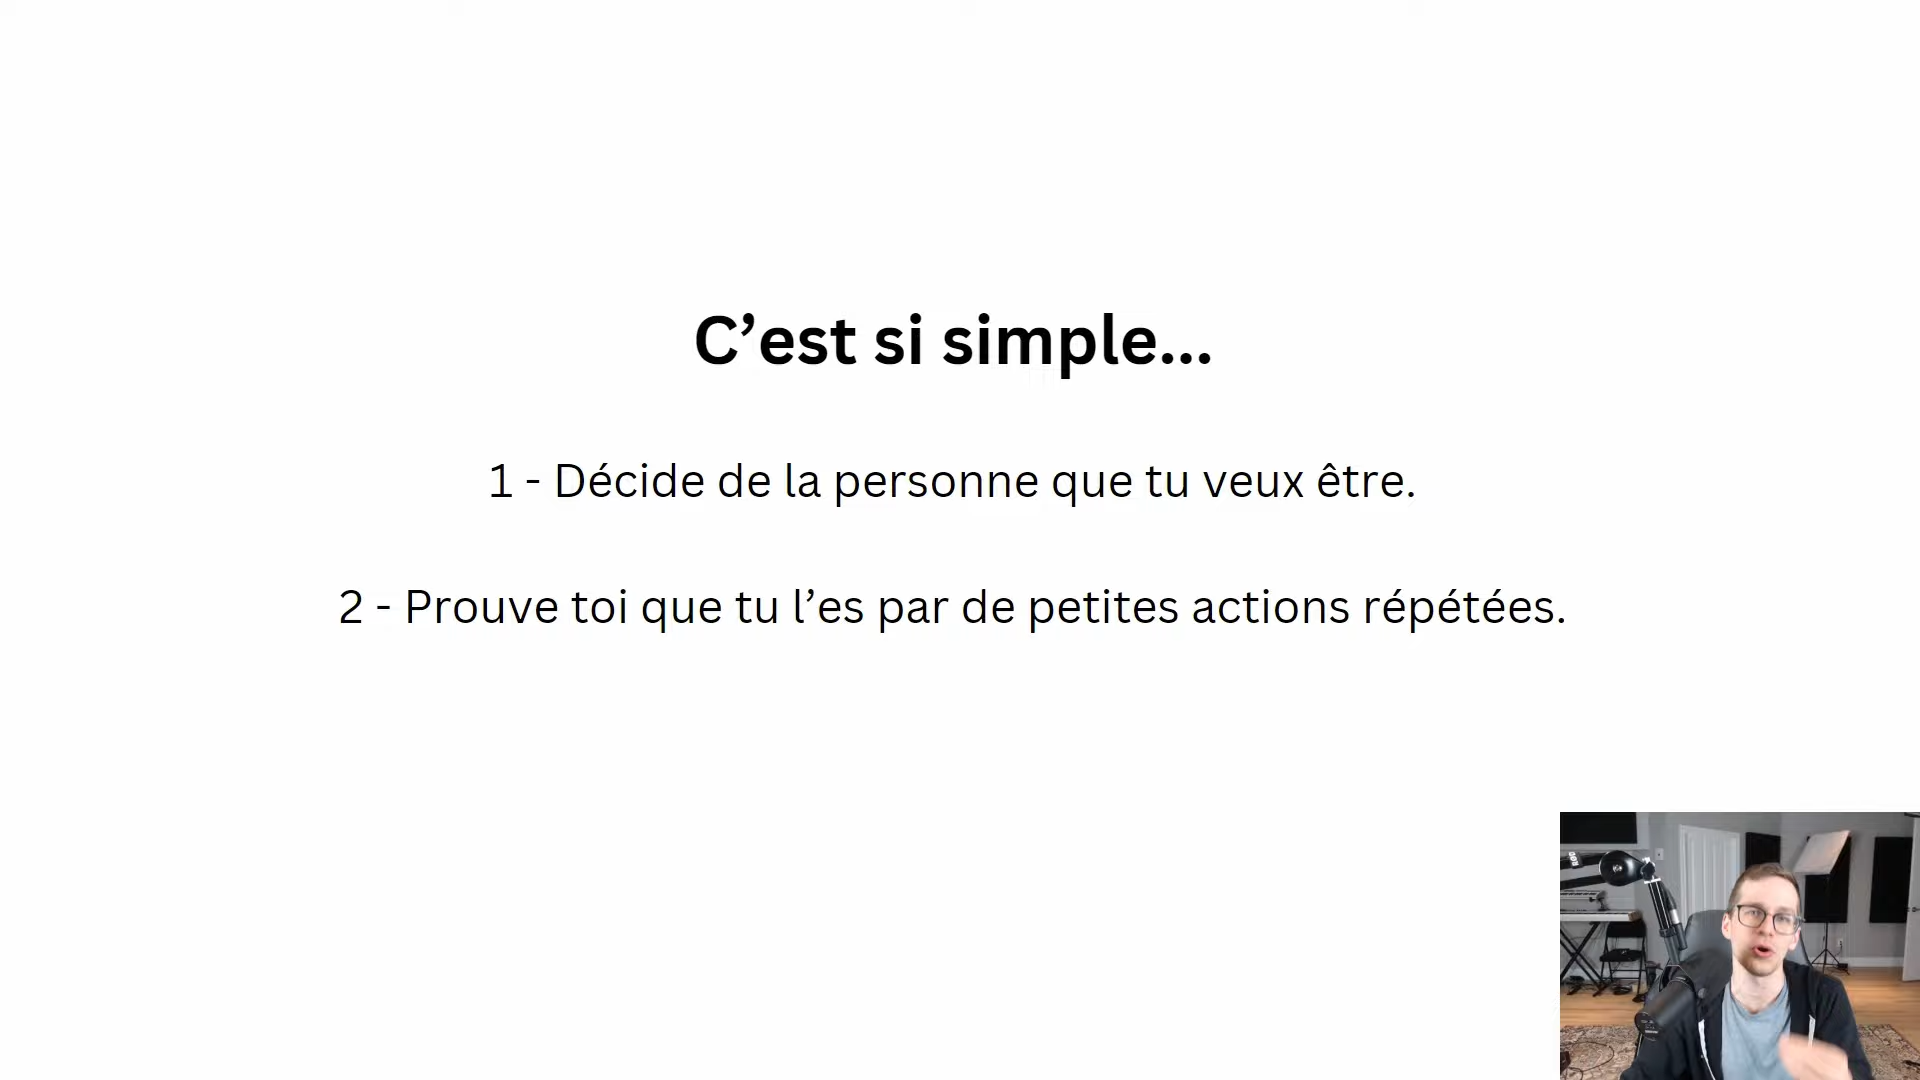 C’est si simple...
1 - Décide de la personne que tu veux être.
2 - Prouve toi que tu l’es par de petites actions répétées.